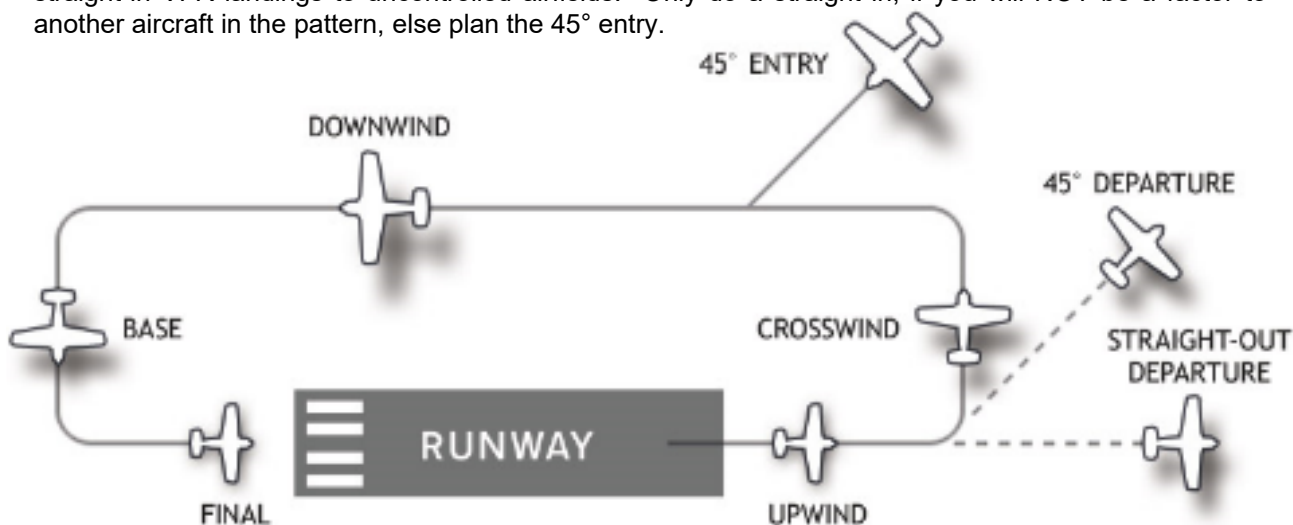 another aircraft in the pattern, else plan the 45° entry.
45° ENTRY
DOWNWIND
45° DEPARTURE
BASE
CROSSWIND
STRAIGHT-OUT
DEPARTURE
RUNWAY
FINAL
UPWIND